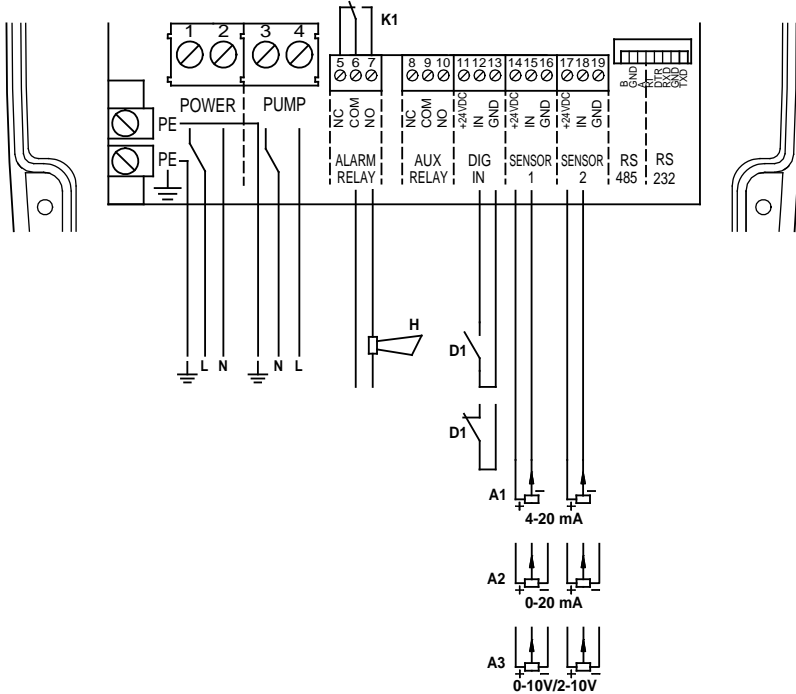 K1
1 2 3 4
5 6 7 8 9 10 11 12 13 14 15 16 17 18 19
NC COM NO NC COM NO +24VDC IN GND +24VDC IN GND +24VDC IN GND
B GND A RI DTR RXD GND TXD
POWER PUMP
PE
PE
ALARM RELAY
AUX RELAY
DIG IN
SENSOR 1
SENSOR 2
RS 485
RS 232
H
L N N L
D1
D1
A1 + − + −
4-20 mA
A2 + − + −
0-20 mA
A3 + − + −
0-10V/2-10V